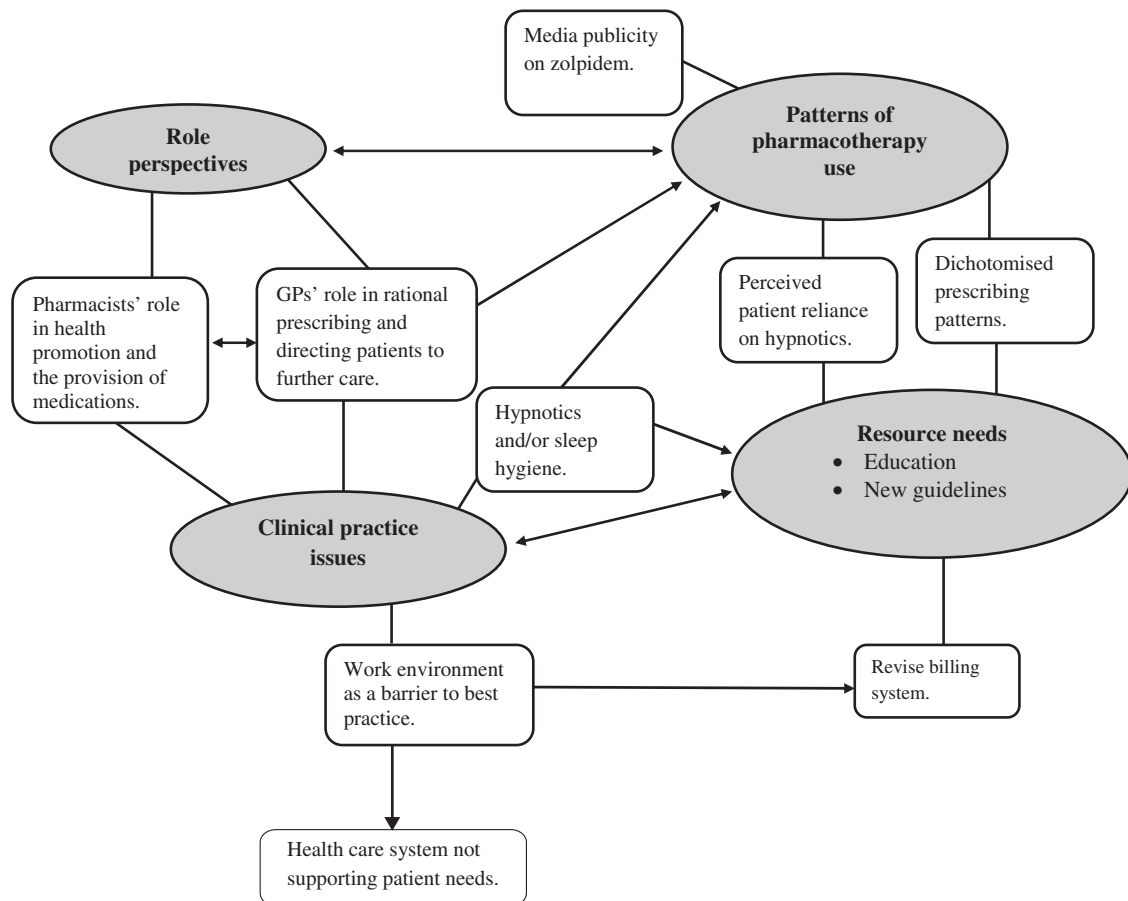 Media publicity
on zolpidem.
Role
perspectives
Patterns of
pharmacotherapy
use
Pharmacists’ role
in health
promotion and
the provision of
medications.
GPs’ role in rational
prescribing and
directing patients to
further care.
Perceived
patient reliance
on hypnotics.
Dichotomised
prescribing
patterns.
Hypnotics
and/or sleep
hygiene.
Resource needs
• Education
• New guidelines
Clinical practice
issues
Work environment
as a barrier to best
practice.
Revise billing
system.
Health care system not
supporting patient needs.